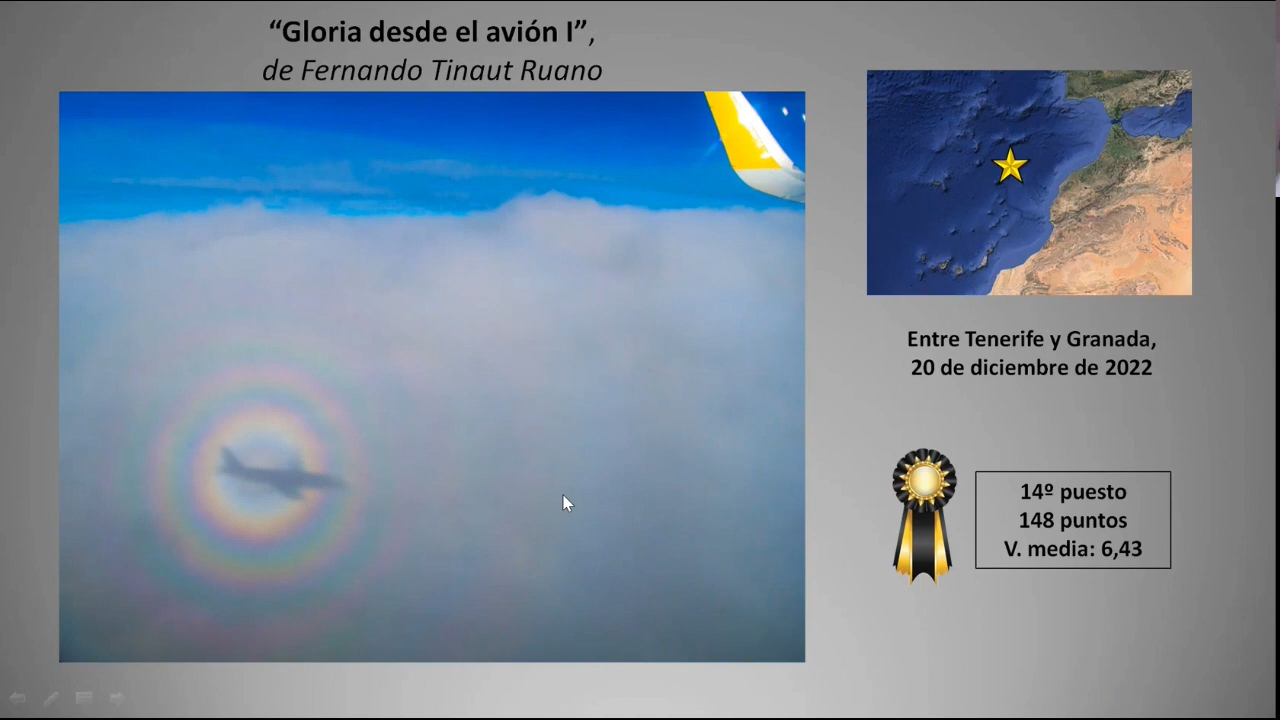 “Gloria desde el avión I”,
de Fernando Tinaut Ruano
Entre Tenerife y Granada,
20 de diciembre de 2022
14º puesto
148 puntos
V. media: 6,43